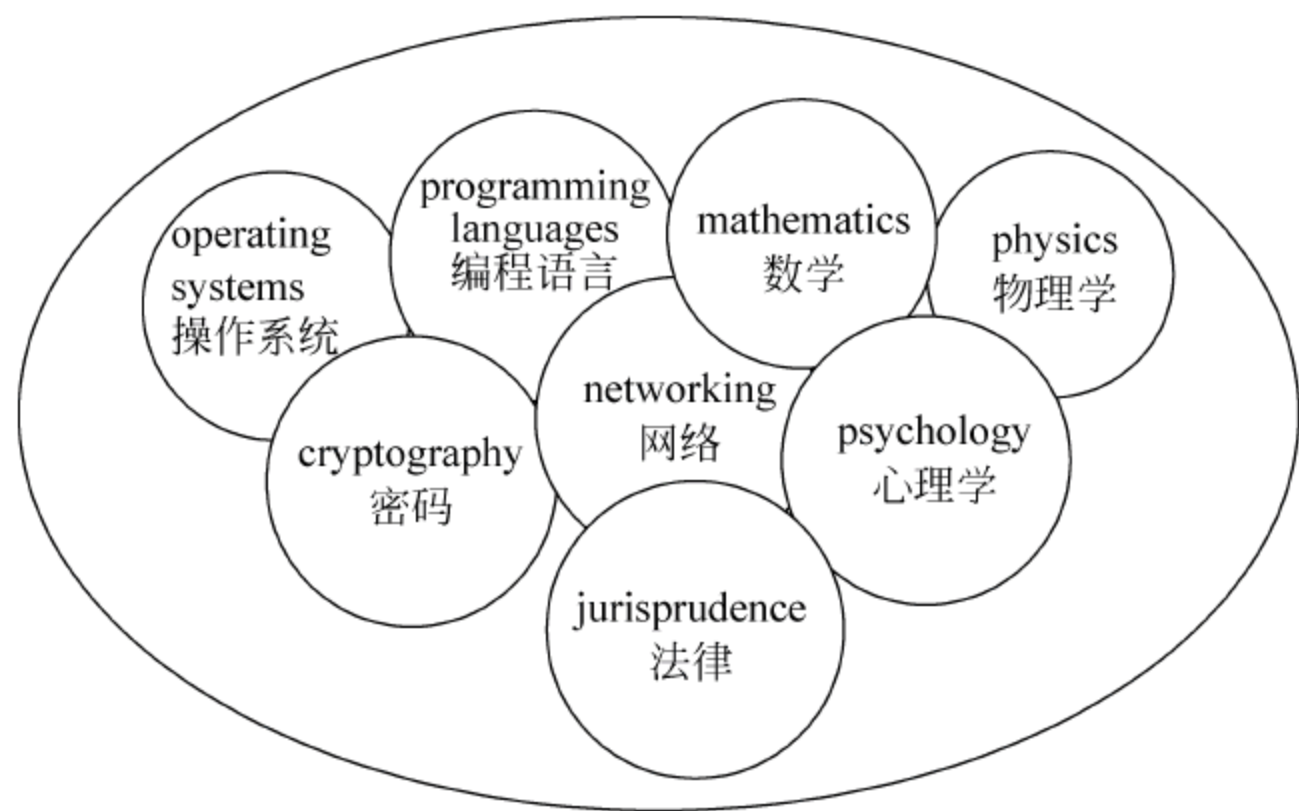 operating
systems
操作系统
programming
languages
编程语言
mathematics
数学
physics
物理学
cryptography
密码
networking
网络
psychology
心理学
jurisprudence
法律